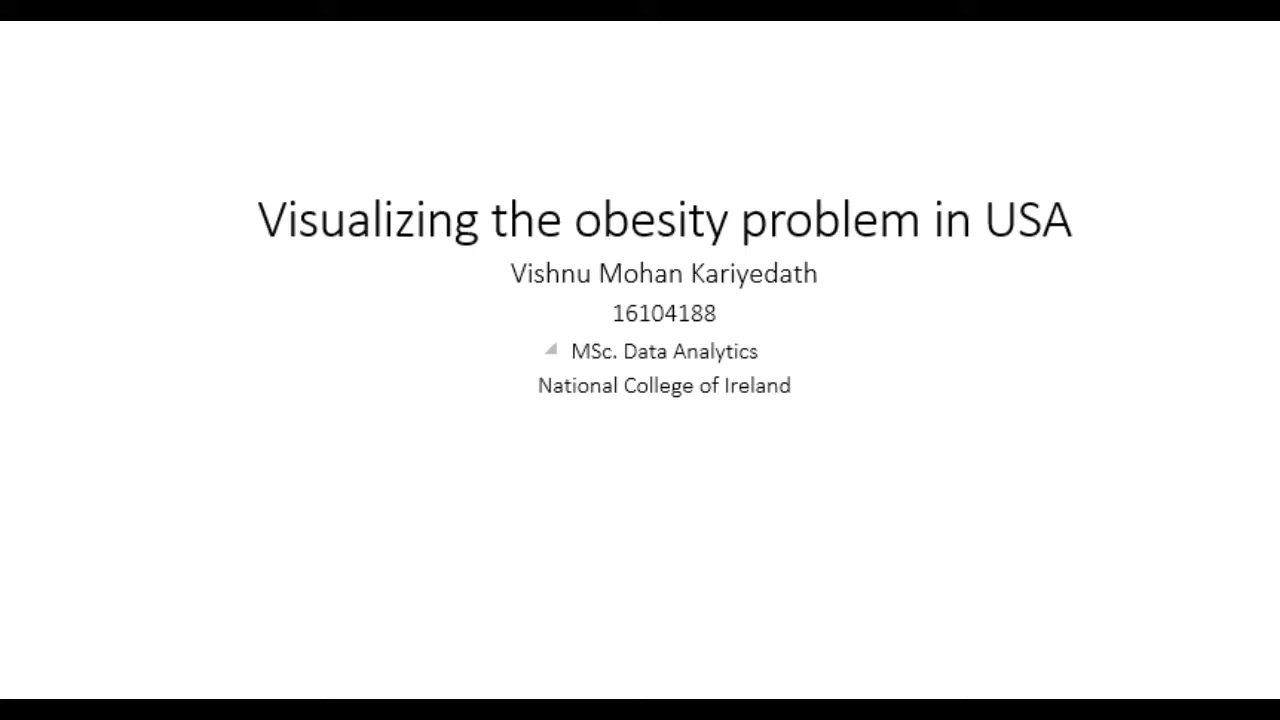 Visualizing the obesity problem in USA
Vishnu Mohan Kariyedath
16104188
MSc. Data Analytics
National College of Ireland